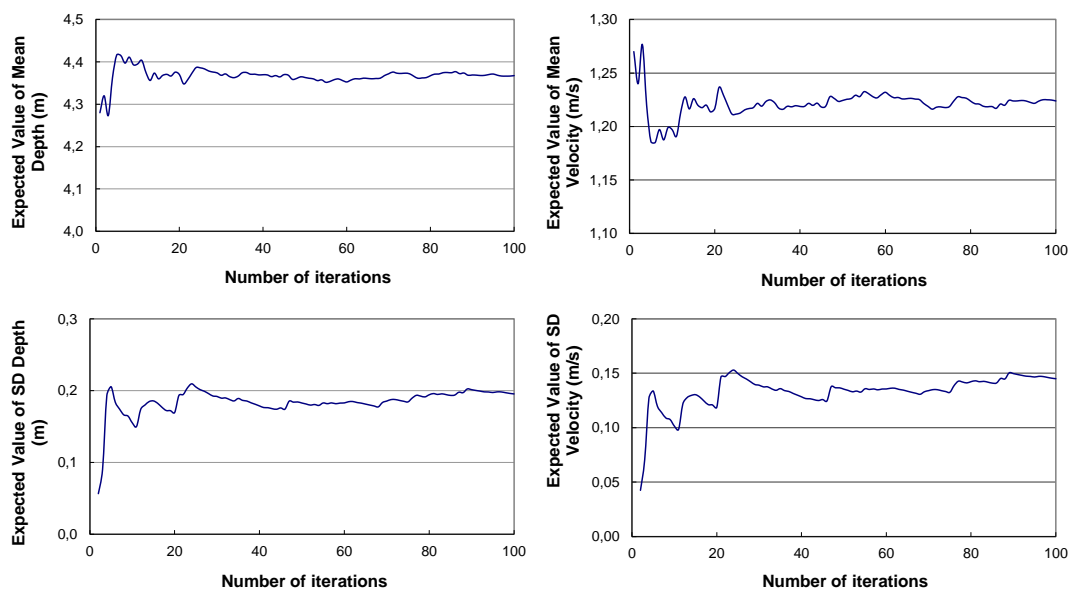 Expected Value of Mean
Depth (m)
4,5
4,4
4,3
4,2
4,1
4,0
0 20 40 60 80 100
Number of iterations
Expected Value of Mean
Velocity (m/s)
1,30
1,25
1,20
1,15
1,10
0 20 40 60 80 100
Number of iterations
Expected Value of SD Depth
(m)
0,3
0,2
0,1
0,0
0 20 40 60 80 100
Number of iterations
Expected Value of SD
Velocity (m/s)
0,20
0,15
0,10
0,05
0,00
0 20 40 60 80 100
Number of iterations